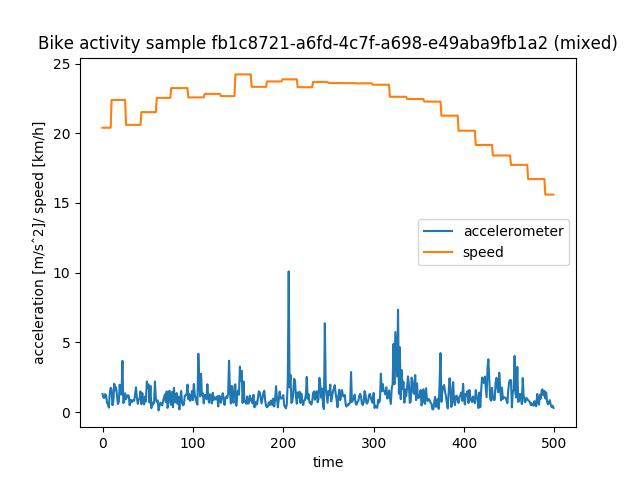 Bike activity sample fb1c8721-a6fd-4c7f-a698-e49aba9fb1a2 (mixed)
acceleration [m/s^2]/ speed [km/h]
25
20
15
10
5
0
accelerometer
speed
0 100 200 300 400 500
time